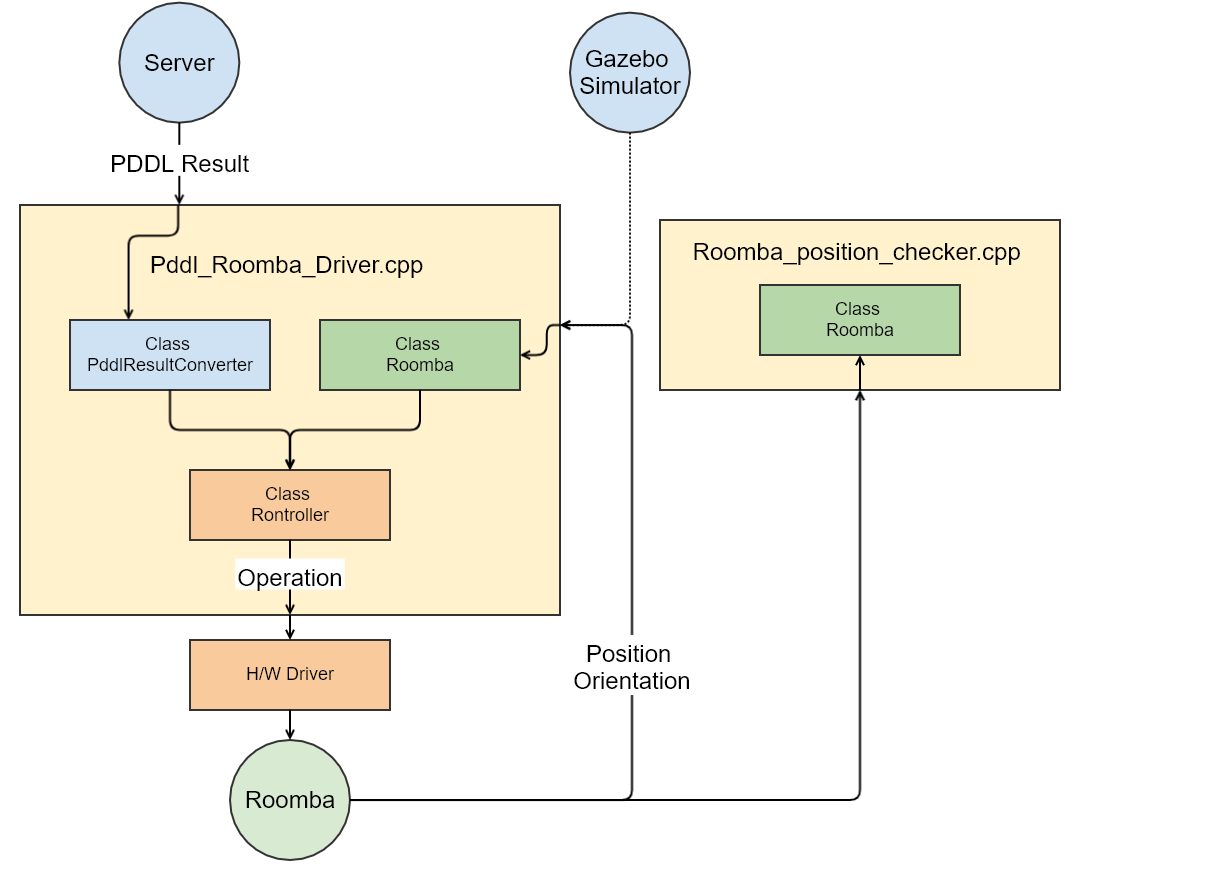 Server
Gazebo
Simulator
PDDL Result
Pddl_Roomba_Driver.cpp
Roomba_position_checker.cpp
Class
Roomba
Class
PddlResultConverter
Class
Roomba
Class
Rontroller
Operation
H/W Driver
Position
Orientation
Roomba